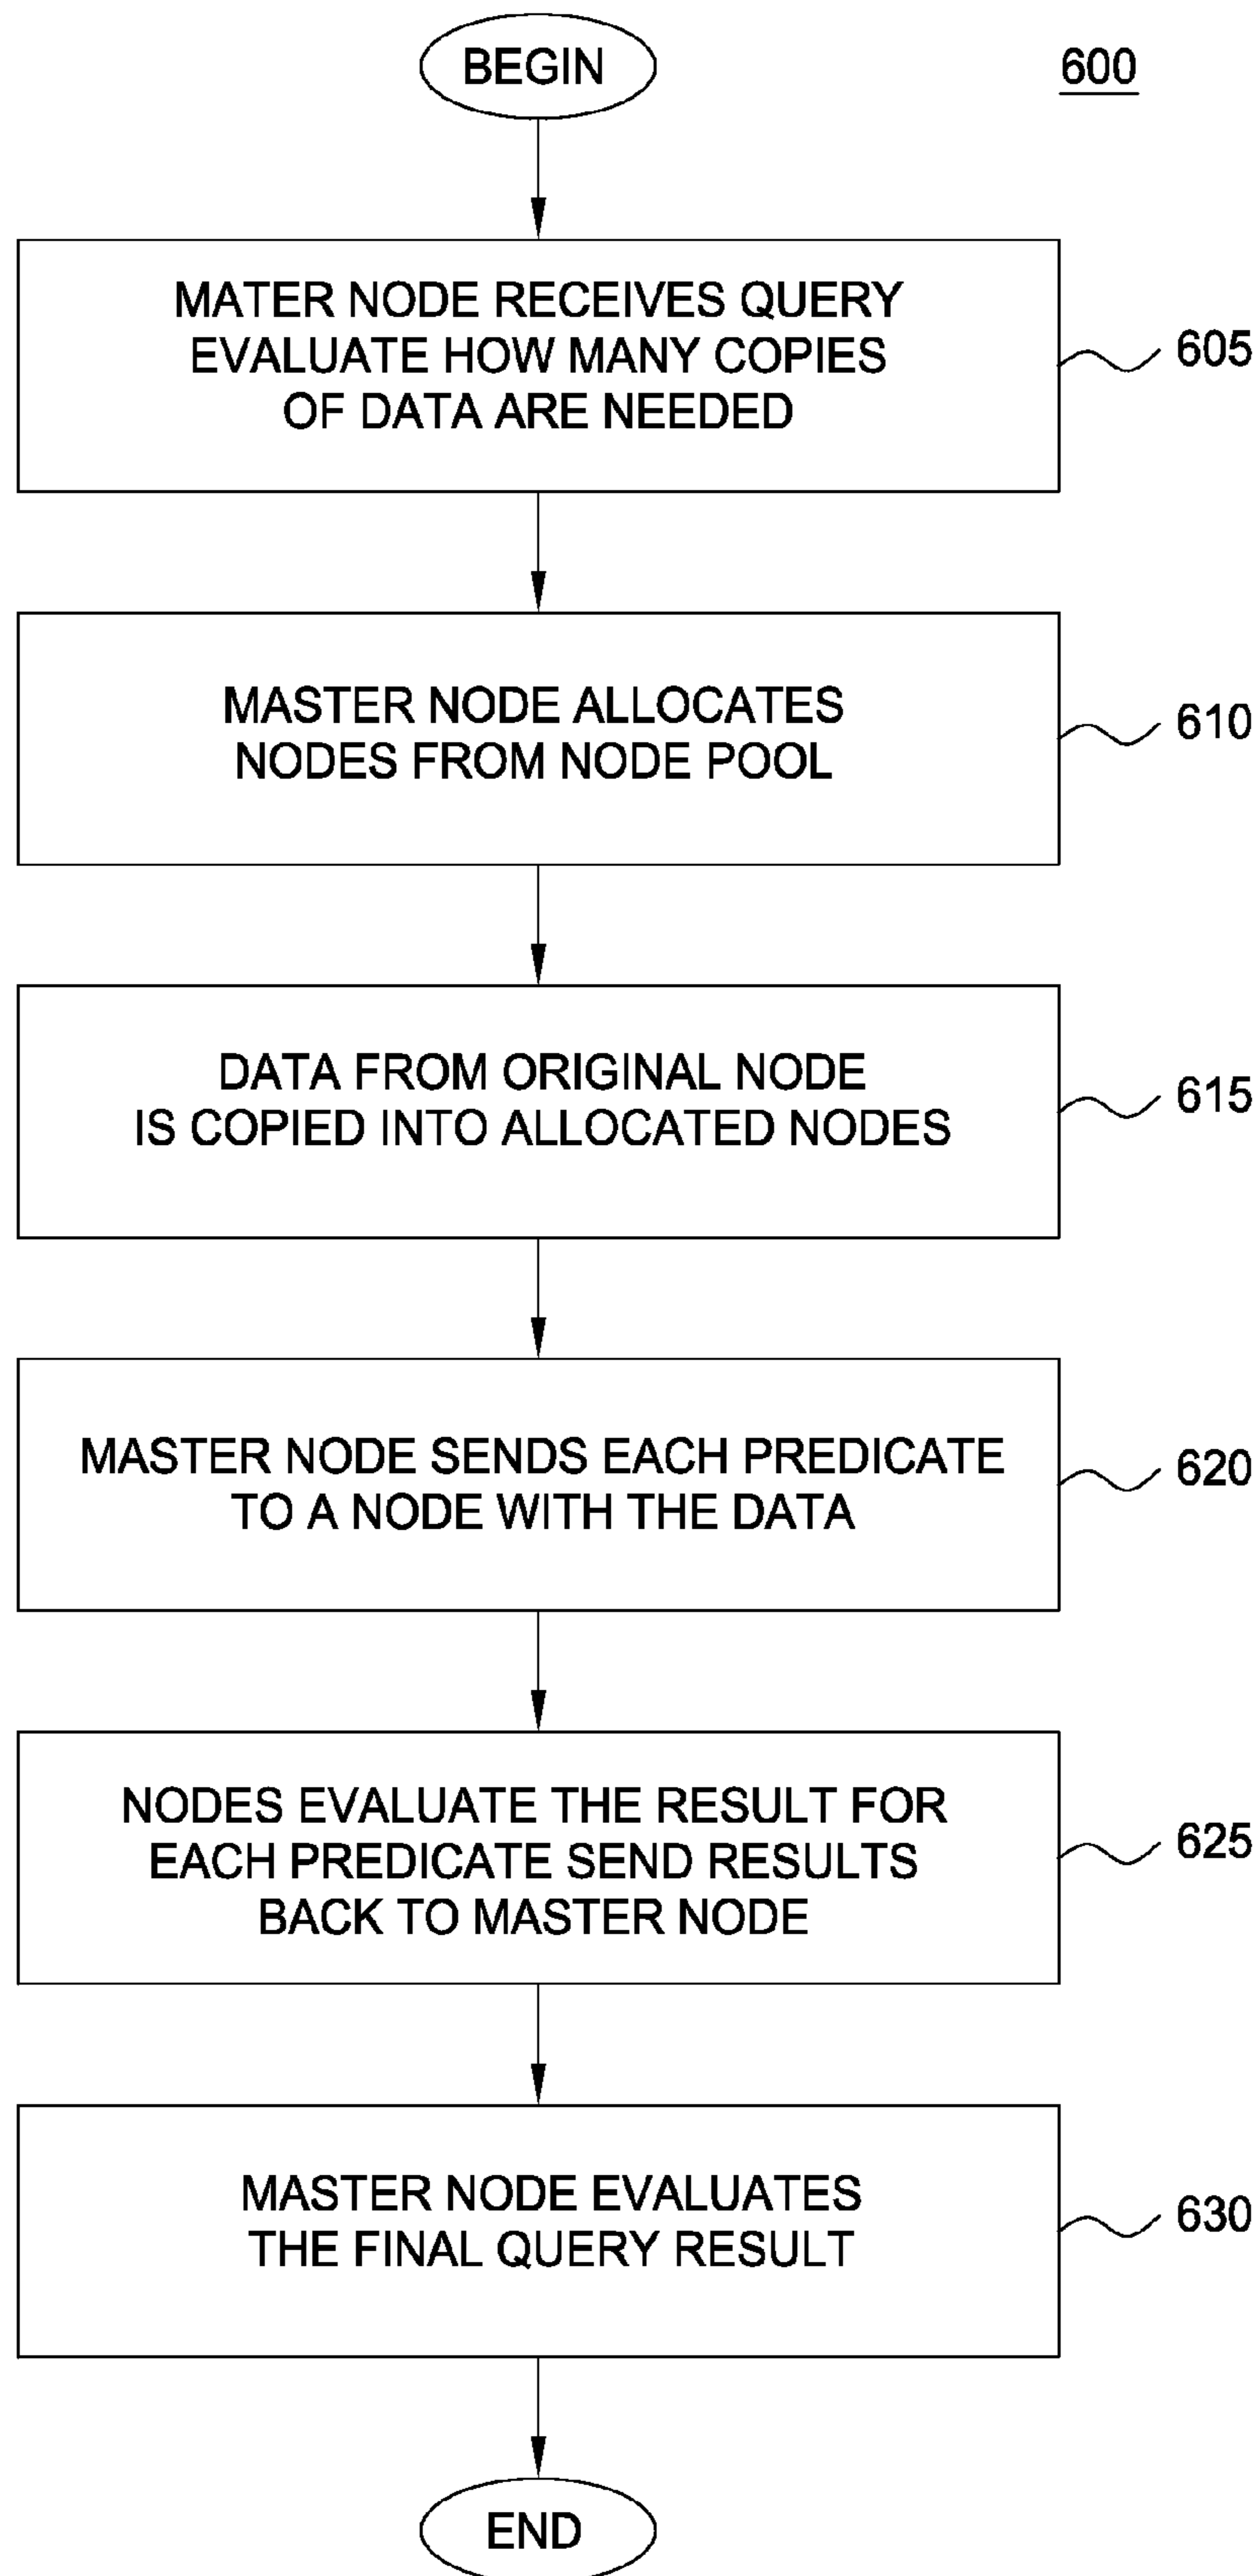 BEGIN
600
MATER NODE RECEIVES QUERY
EVALUATE HOW MANY COPIES
OF DATA ARE NEEDED
605
MASTER NODE ALLOCATES
NODES FROM NODE POOL
610
DATA FROM ORIGINAL NODE
IS COPIED INTO ALLOCATED NODES
615
MASTER NODE SENDS EACH PREDICATE
TO A NODE WITH THE DATA
620
NODES EVALUATE THE RESULT FOR
EACH PREDICATE SEND RESULTS
BACK TO MASTER NODE
625
MASTER NODE EVALUATES
THE FINAL QUERY RESULT
630
END